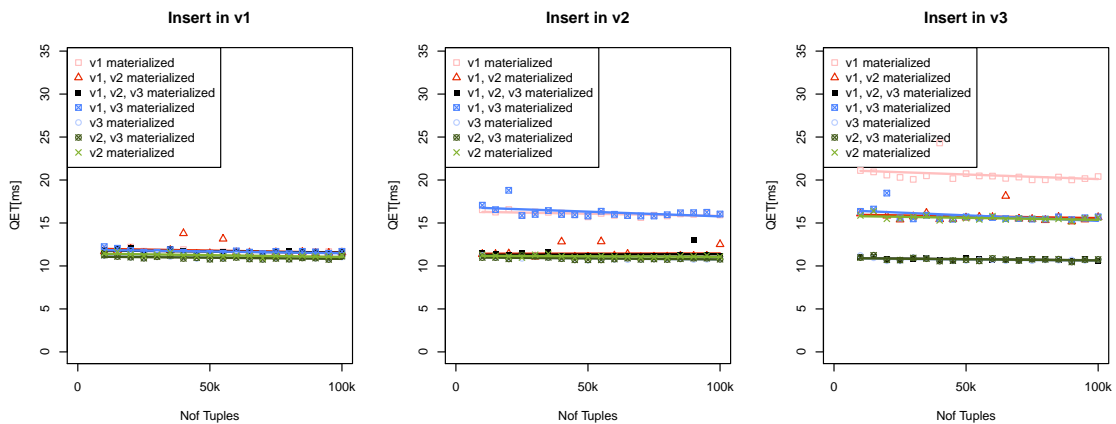 Insert in v1
QET[ms]
35
30
25
20
15
10
5
0
v1 materialized
v1, v2 materialized
v1, v2, v3 materialized
v1, v3 materialized
v3 materialized
v2, v3 materialized
v2 materialized
0
50k
100k
Nof Tuples
Insert in v2
QET[ms]
35
30
25
20
15
10
5
0
v1 materialized
v1, v2 materialized
v1, v2, v3 materialized
v1, v3 materialized
v3 materialized
v2, v3 materialized
v2 materialized
0
50k
100k
Nof Tuples
Insert in v3
QET[ms]
35
30
25
20
15
10
5
0
v1 materialized
v1, v2 materialized
v1, v2, v3 materialized
v1, v3 materialized
v3 materialized
v2, v3 materialized
v2 materialized
0
50k
100k
Nof Tuples